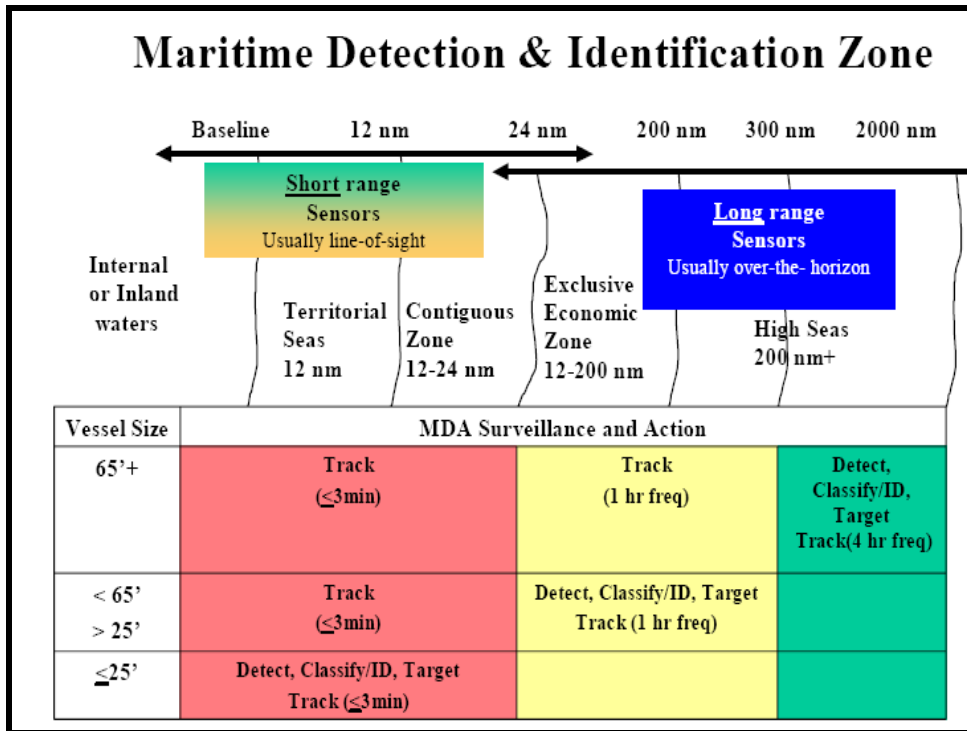 Maritime Detection & Identification Zone
Baseline 12 nm 24 nm 200 nm 300 nm 2000 nm
Short range
Sensors
Usually line-of-sight
Long range
Sensors
Usually over-the- horizon
Internal
or Inland
waters
Territorial
Seas
12 nm
Contiguous
Zone
12-24 nm
Exclusive
Economic
Zone
12-200 nm
High Seas
200 nm+
Vessel Size MDA Surveillance and Action
65'+
Track
(≤3min)
Track
(1 hr freq)
Detect,
Classify/ID,
Target
Track(4 hr freq)
< 65'
> 25'
Track
(≤3min)
Detect, Classify/ID, Target
Track (1 hr freq)
≤25'
Detect, Classify/ID, Target
Track (≤3min)